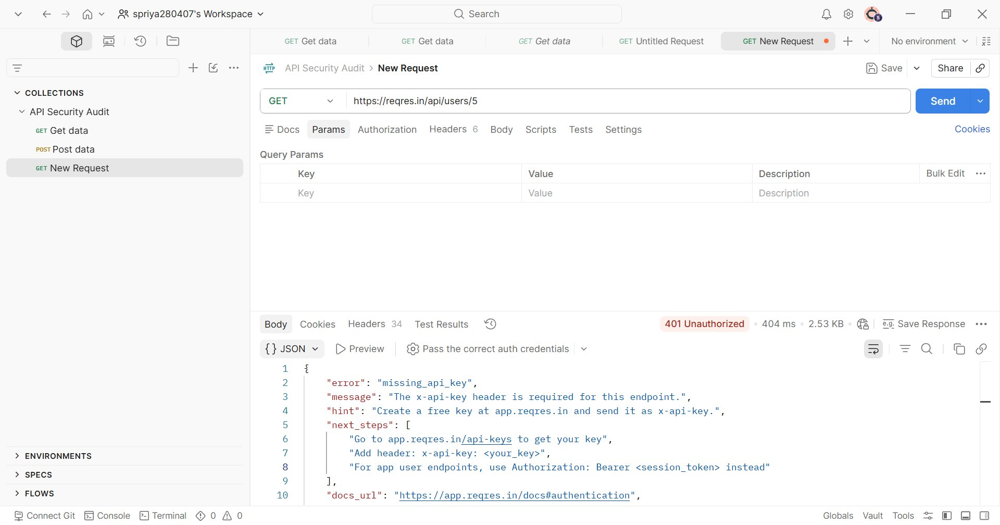 spriya280407's Workspace
Search
GET Get data
GET Get data
GET Get data
GET Untitled Request
GET New Request
No environment
API Security Audit > New Request
Save
Share
COLLECTIONS
API Security Audit
GET Get data
POST Post data
GET New Request
GET
https://reqres.in/api/users/5
Send
Docs
Params
Authorization
Headers 6
Body
Scripts
Tests
Settings
Cookies
Query Params
Key
Value
Description
Bulk Edit
Key
Value
Description
Body
Cookies
Headers 34
Test Results
401 Unauthorized
404 ms
2.53 KB
e.g. Save Response
{} JSON
Preview
Pass the correct auth credentials
1 {
2 "error": "missing_api_key",
3 "message": "The x-api-key header is required for this endpoint.",
4 "hint": "Create a free key at app.reqres.in and send it as x-api-key.",
5 "next_steps": [
6 "Go to app.reqres.in/api-keys to get your key",
7 "Add header: x-api-key: <your_key>",
8 "For app user endpoints, use Authorization: Bearer <session_token> instead"
9 ],
10 "docs_url": "https://app.reqres.in/docs#authentication",
ENVIRONMENTS
SPECS
FLOWS
Connect Git
Console
Terminal
0
0
Globals
Vault
Tools
HTTP
S